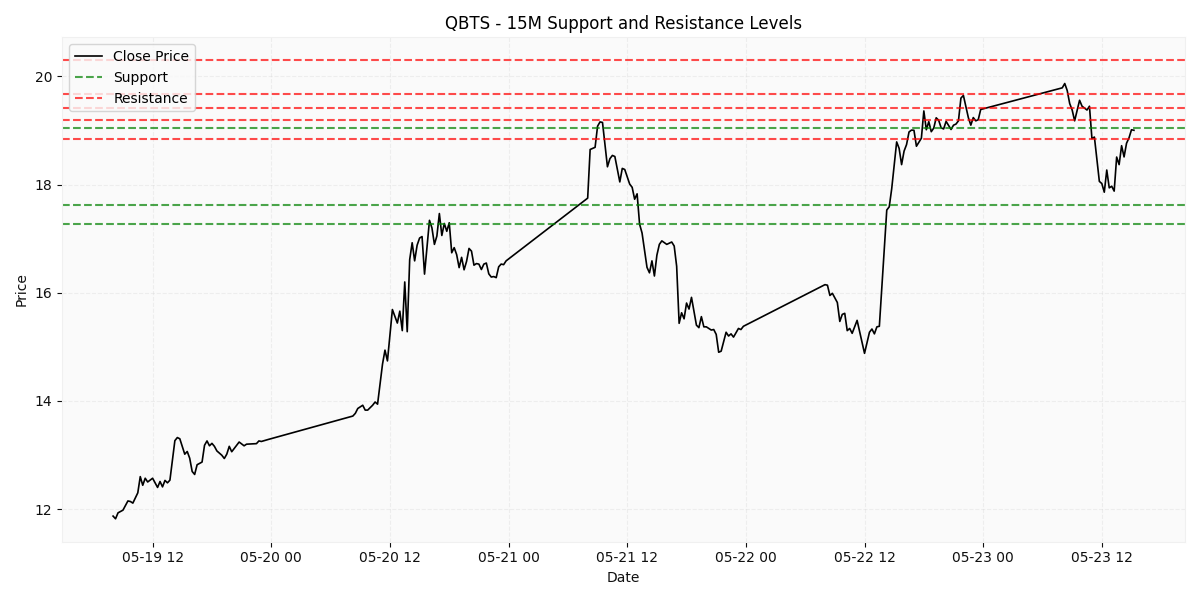 QBTS - 15M Support and Resistance Levels
Close Price
Support
Resistance
20
18
16
14
12
Price
05-19 12
05-20 00
05-20 12
05-21 00
05-21 12
05-22 00
05-22 12
05-23 00
05-23 12
Date